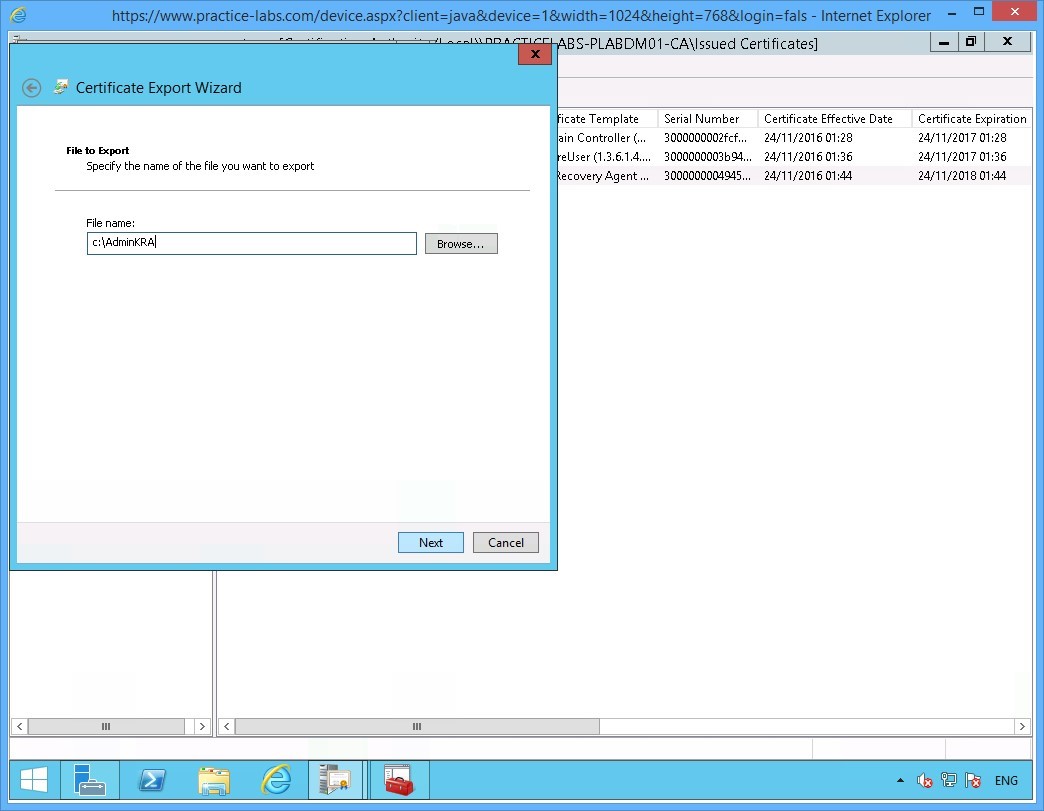 https://www.practice-labs.com/device.aspx?client=java&device=1&width=1024&height=768&login=fals - Internet Explorer
ABS-PLABDM01-CA\Issued Certificates]
Certificate Export Wizard
File to Export
Specify the name of the file you want to export
File name:
c:\AdminKRA
Browse...
Next
Cancel
ficate Template Serial Number Certificate Effective Date Certificate Expiration
ain Controller (... 3000000002fcf... 24/11/2016 01:28 24/11/2017 01:28
reUser (1.3.6.1.4.... 3000000003b94... 24/11/2016 01:36 24/11/2017 01:36
Recovery Agent ... 3000000004945... 24/11/2016 01:44 24/11/2018 01:44
ENG